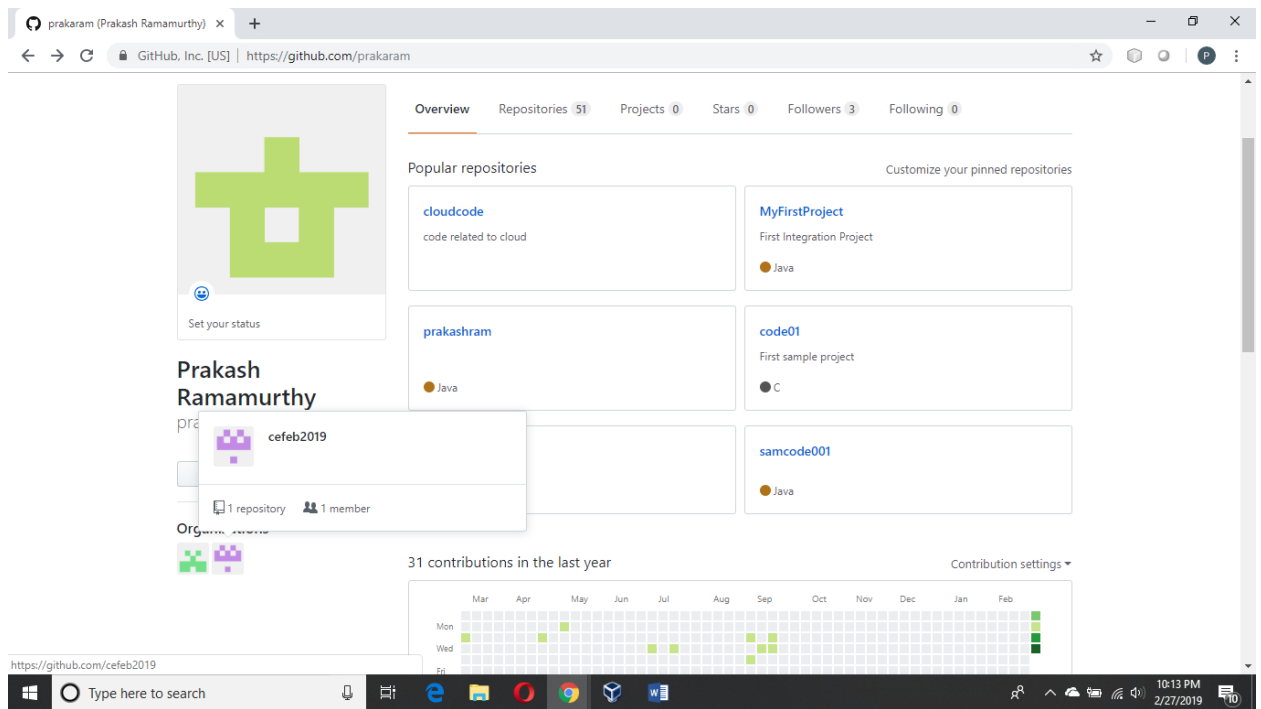 prakaram (Prakash Ramamurthy)
GitHub, Inc. [US] | https://github.com/prakaram
P
Overview Repositories 51 Projects 0 Stars 0 Followers 3 Following 0
Popular repositories
Customize your pinned repositories
cloudcode
code related to cloud
MyFirstProject
First Integration Project
Java
prakashram
Java
code01
First sample project
C
samcode001
Java
Set your status
Prakash
Ramamurthy
cefeb2019
1 repository 1 member
31 contributions in the last year
Contribution settings
Mar Apr May Jun Jul Aug Sep Oct Nov Dec Jan Feb
Mon
Wed
Fri
https://github.com/cefeb2019
Type here to search
10:13 PM
2/27/2019
10